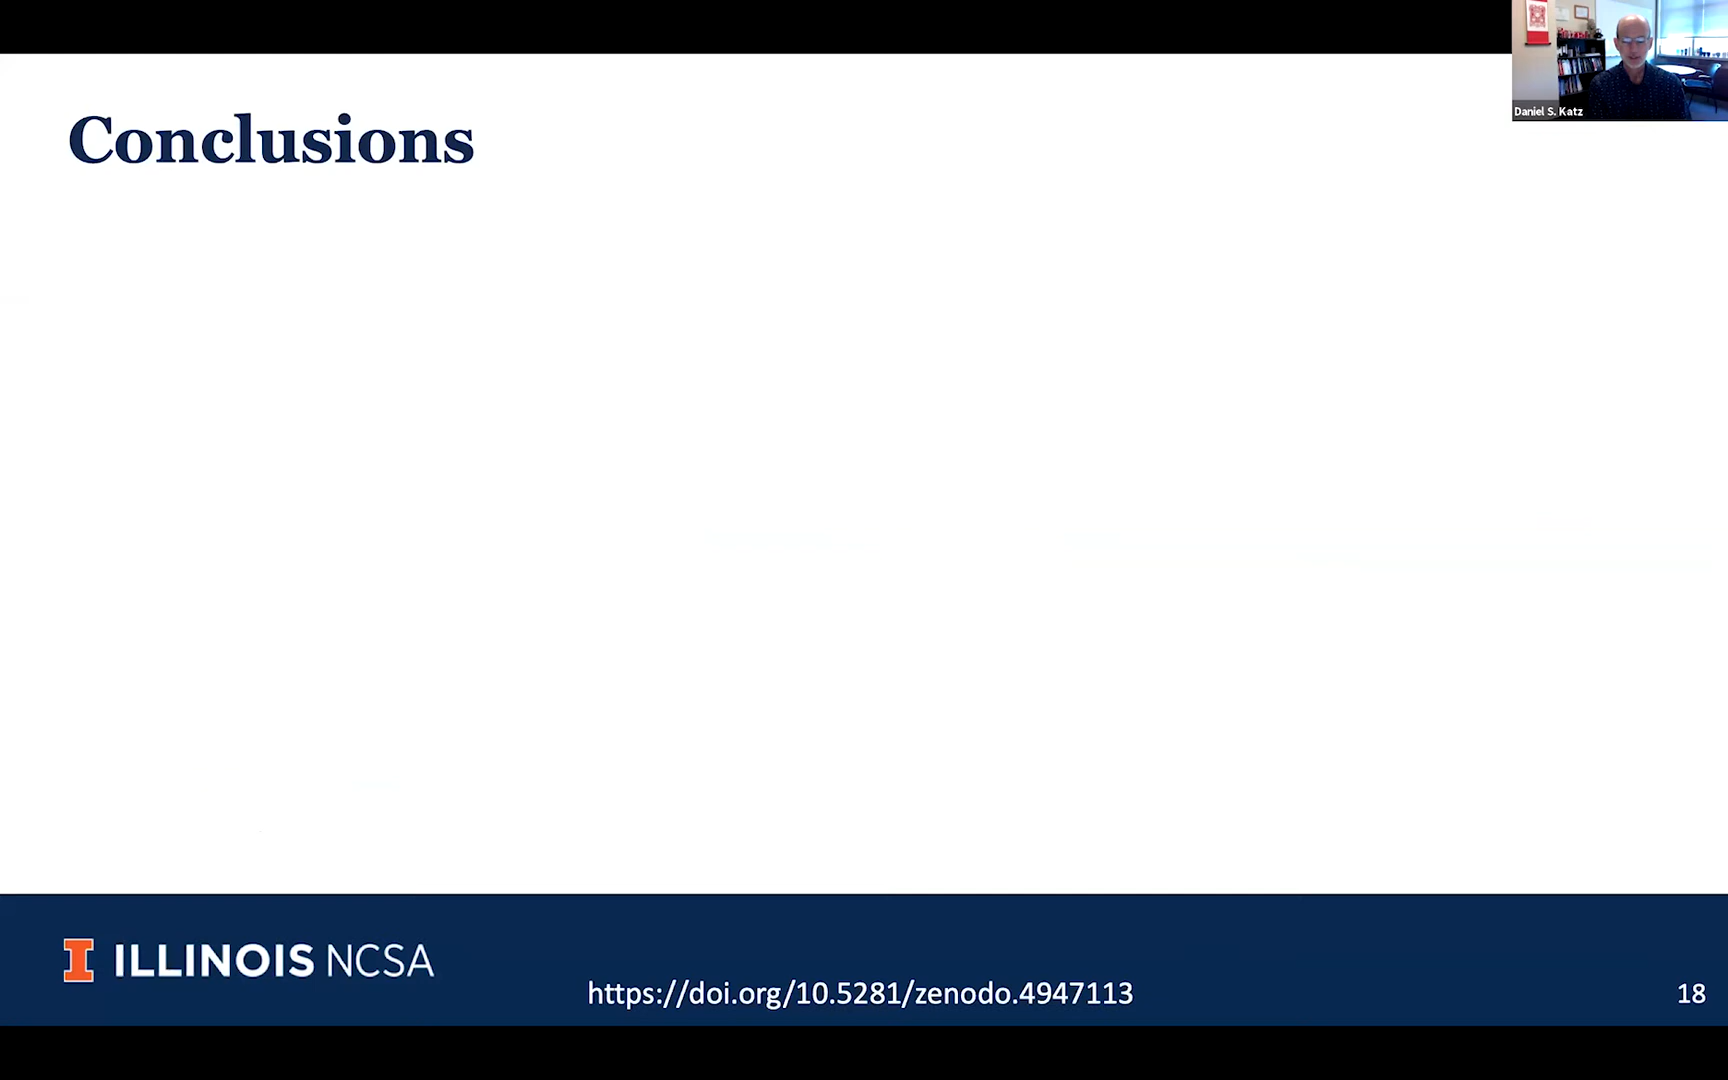 Daniel S. Katz
Conclusions
ILLINOIS NCSA
https://doi.org/10.5281/zenodo.4947113
18